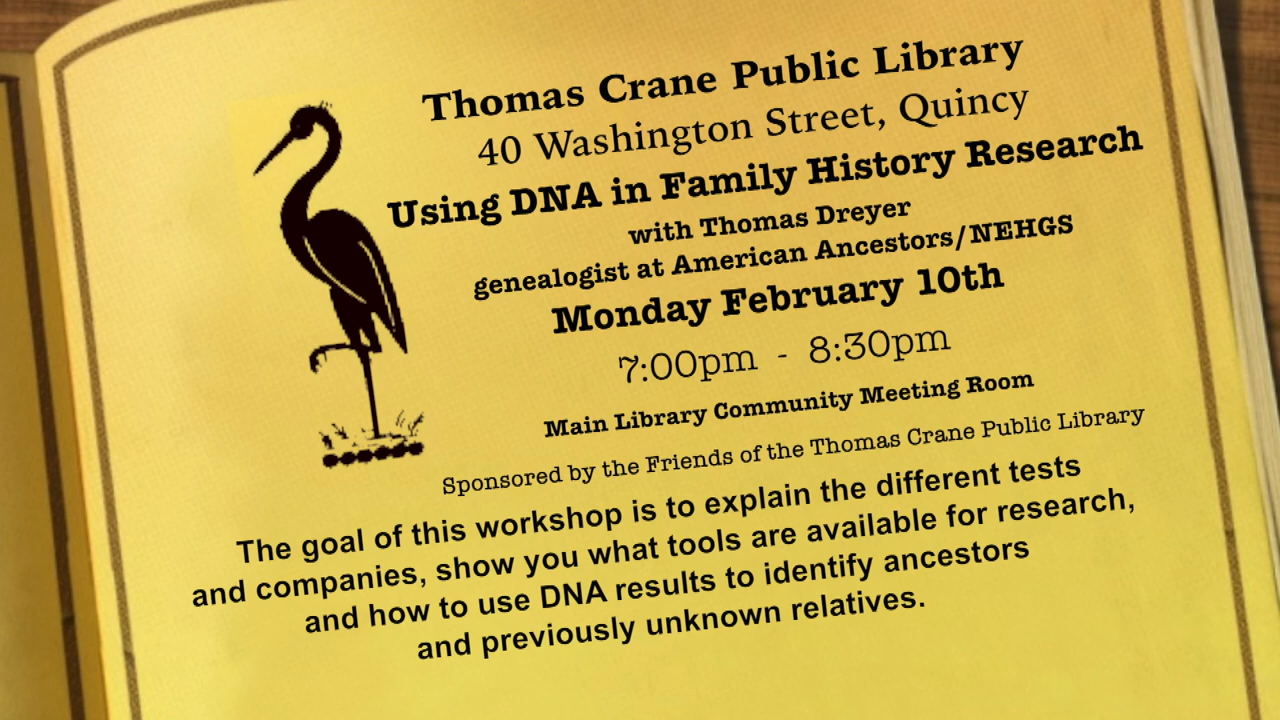 Thomas Crane Public Library
40 Washington Street, Quincy
Using DNA in Family History Research
with Thomas Dreyer
genealogist at American Ancestors/NEHGS
Monday February 10th
7:00pm - 8:30pm
Main Library Community Meeting Room
Sponsored by the Friends of the Thomas Crane Public Library
The goal of this workshop is to explain the different tests
and companies, show you what tools are available for research,
and how to use DNA results to identify ancestors
and previously unknown relatives.